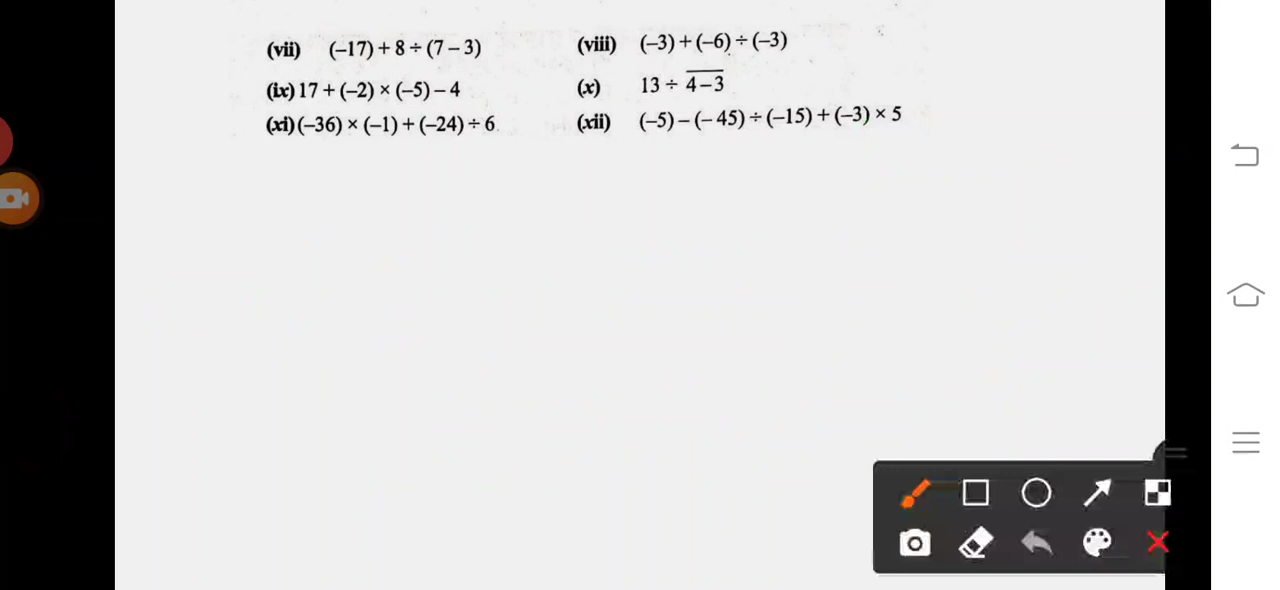 (vii) (–17) + 8 ÷ (7 – 3) (viii) (–3) + (–6) ÷ (–3)
(ix) 17 + (–2) × (–5) – 4 (x) 13 ÷ 4̅ ̅–̅ ̅3̅
(xi) (–36) × (–1) + (–24) ÷ 6 (xii) (–5) – (– 45) ÷ (–15) + (–3) × 5